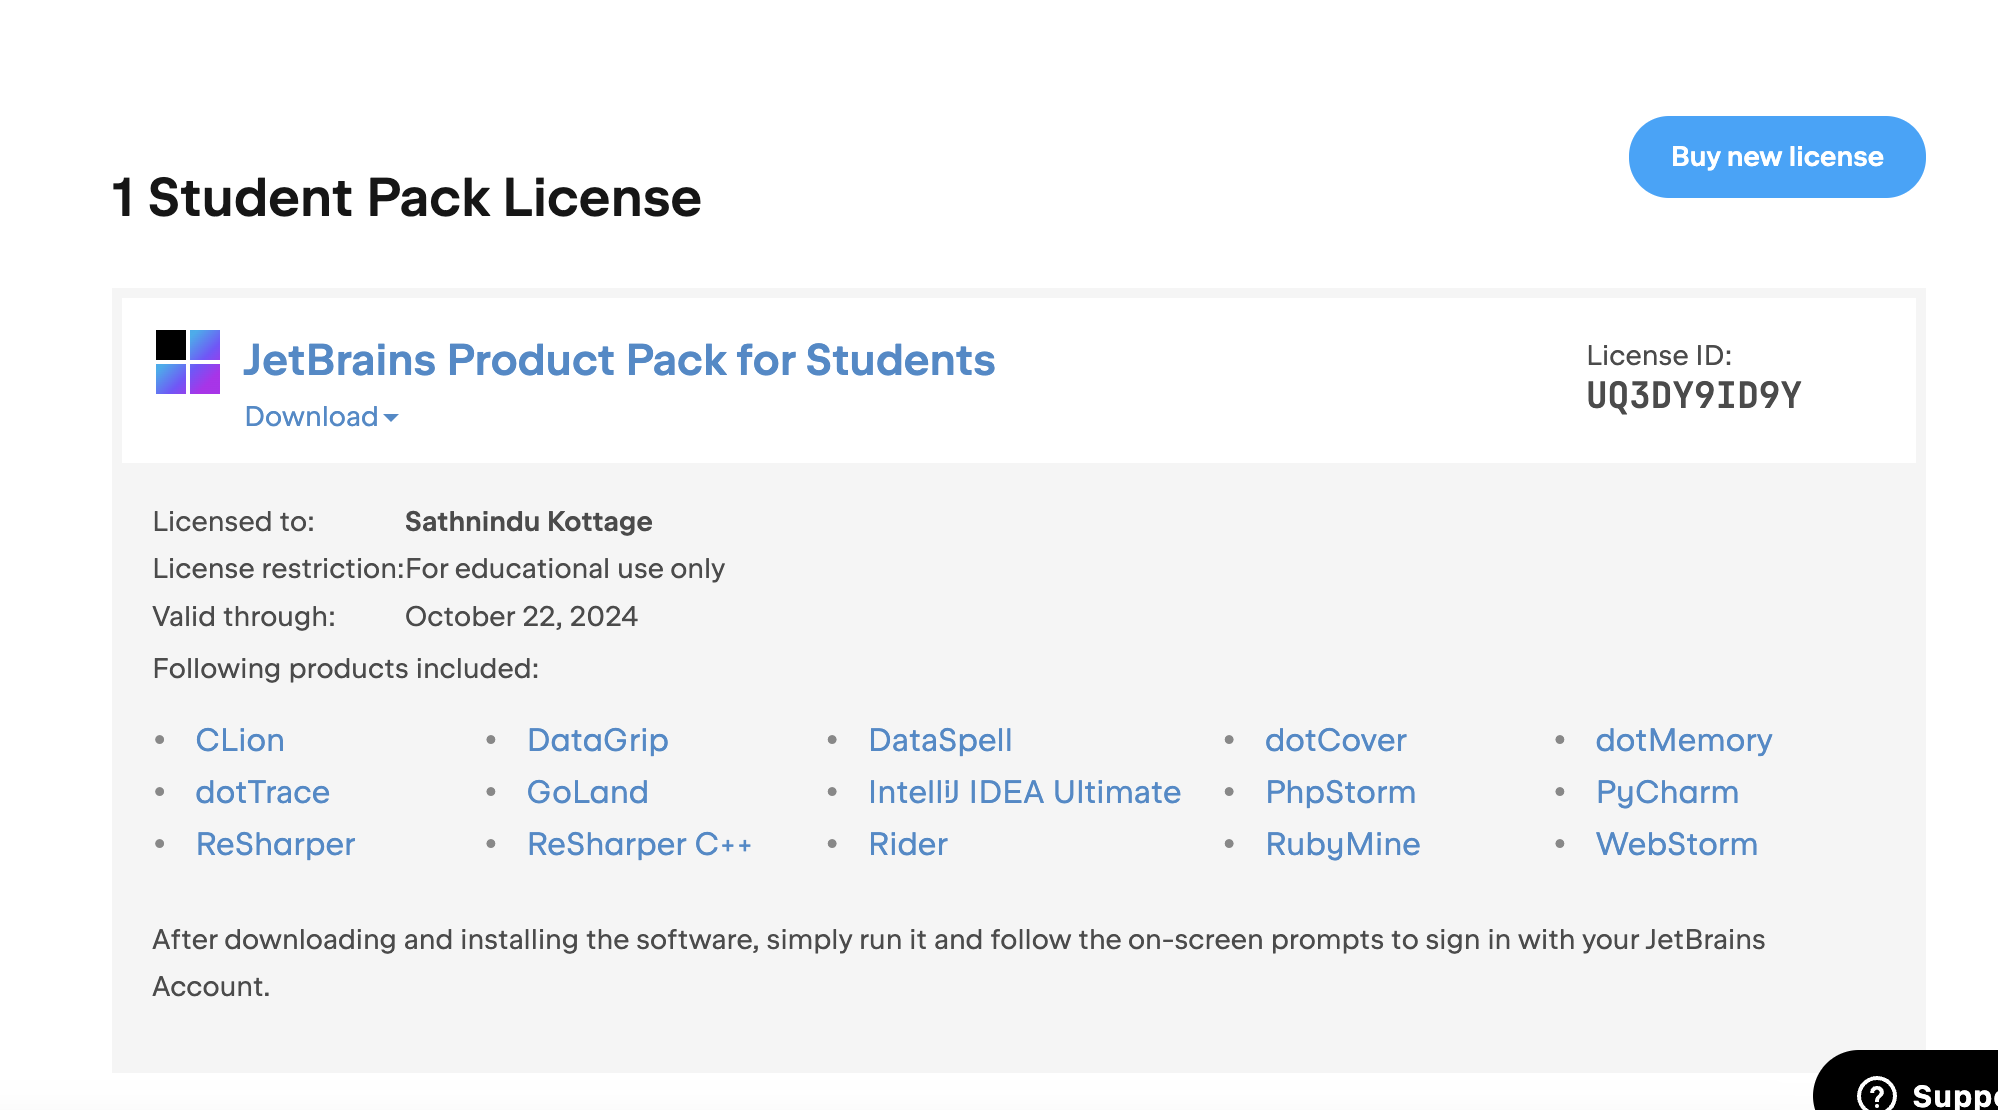 Buy new license
1 Student Pack License
JetBrains Product Pack for Students
Download
License ID:
UQ3DY9ID9Y
Licensed to: Sathnindu Kottage
License restriction:For educational use only
Valid through: October 22, 2024
Following products included:
• CLion • DataGrip • DataSpell • dotCover • dotMemory
• dotTrace • GoLand • IntelliJ IDEA Ultimate • PhpStorm • PyCharm
• ReSharper • ReSharper C++ • Rider • RubyMine • WebStorm
After downloading and installing the software, simply run it and follow the on-screen prompts to sign in with your JetBrains
Account.